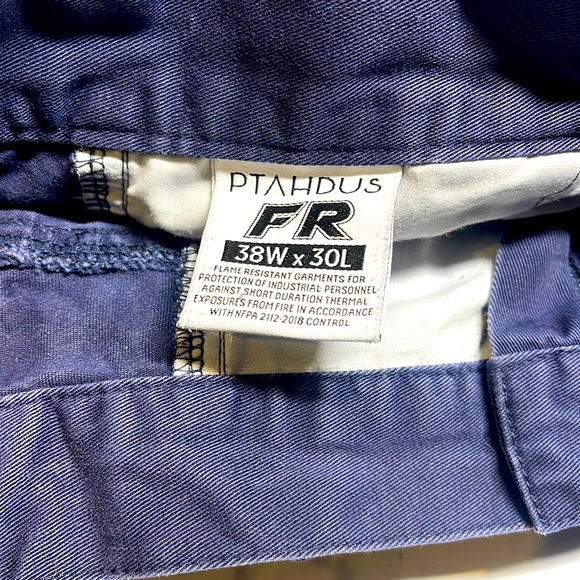 PTAHDUS
FR
38W x 30L
FLAME RESISTANT GARMENTS FOR
PROTECTION OF INDUSTRIAL PERSONNEL
AGAINST SHORT DURATION THERMAL
EXPOSURES FROM FIRE IN ACCORDANCE
WITH NFPA 2112-2018 CONTROL